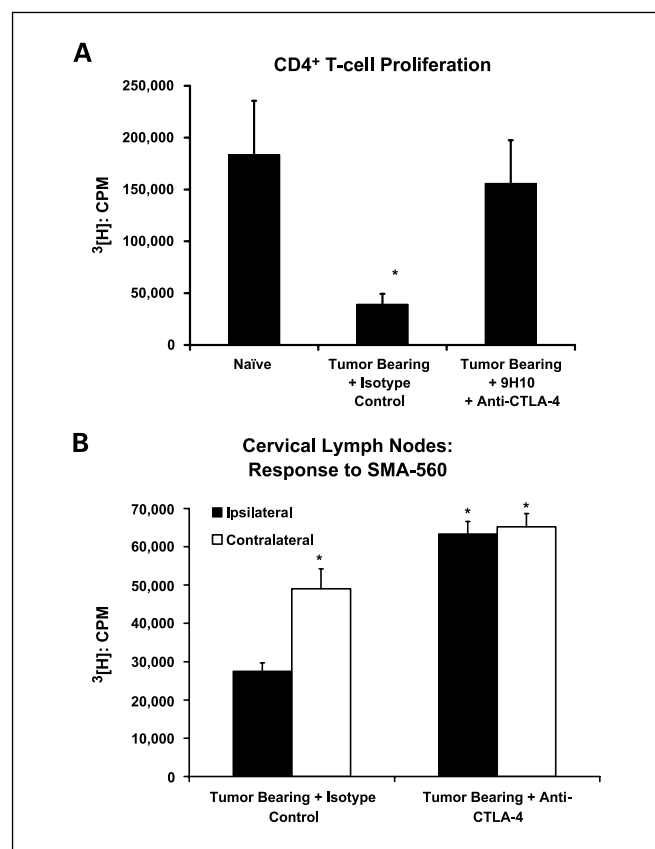 A
CD4+ T-cell Proliferation
250,000
200,000
150,000
100,000
50,000
0
3[H]: CPM
*
Naïve
Tumor Bearing
+ Isotype
Control
Tumor Bearing
+ 9H10
+ Anti-CTLA-4
B
Cervical Lymph Nodes:
Response to SMA-560
70,000
60,000
50,000
40,000
30,000
20,000
10,000
0
3[H]: CPM
Ipsilateral
Contralateral
*
*
*
Tumor Bearing + Isotype
Control
Tumor Bearing + Anti-
CTLA-4